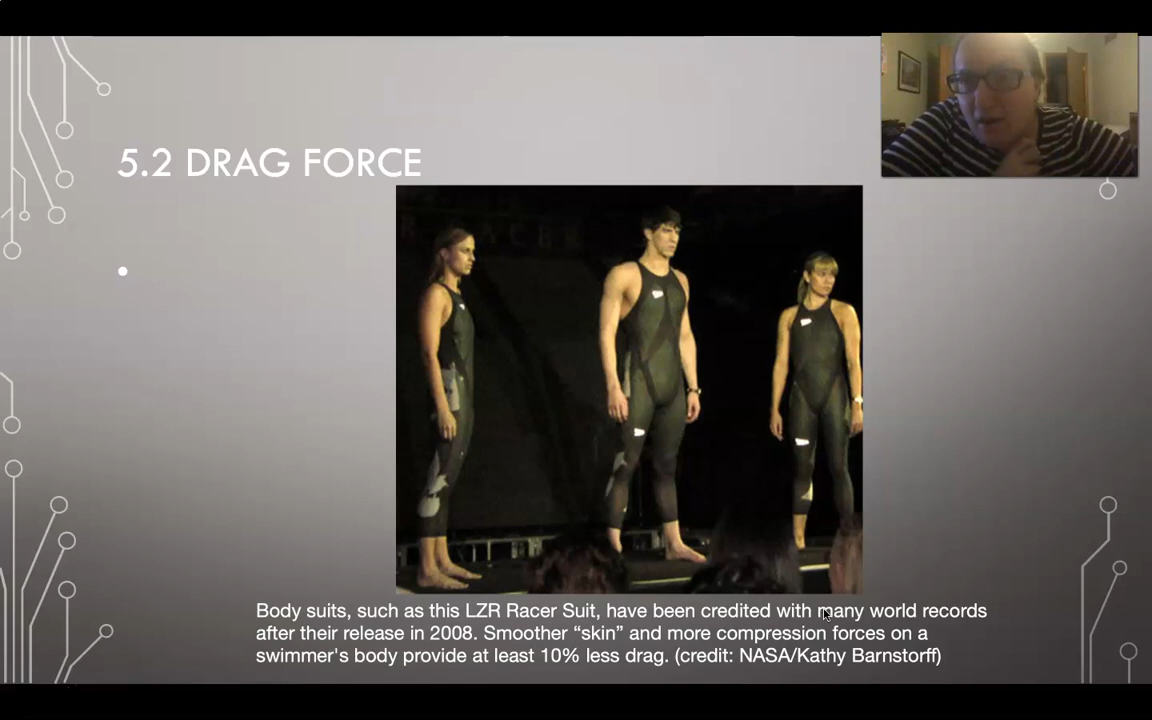 5.2 DRAG FORCE
Body suits, such as this LZR Racer Suit, have been credited with many world records
after their release in 2008. Smoother “skin” and more compression forces on a
swimmer's body provide at least 10% less drag. (credit: NASA/Kathy Barnstorff)